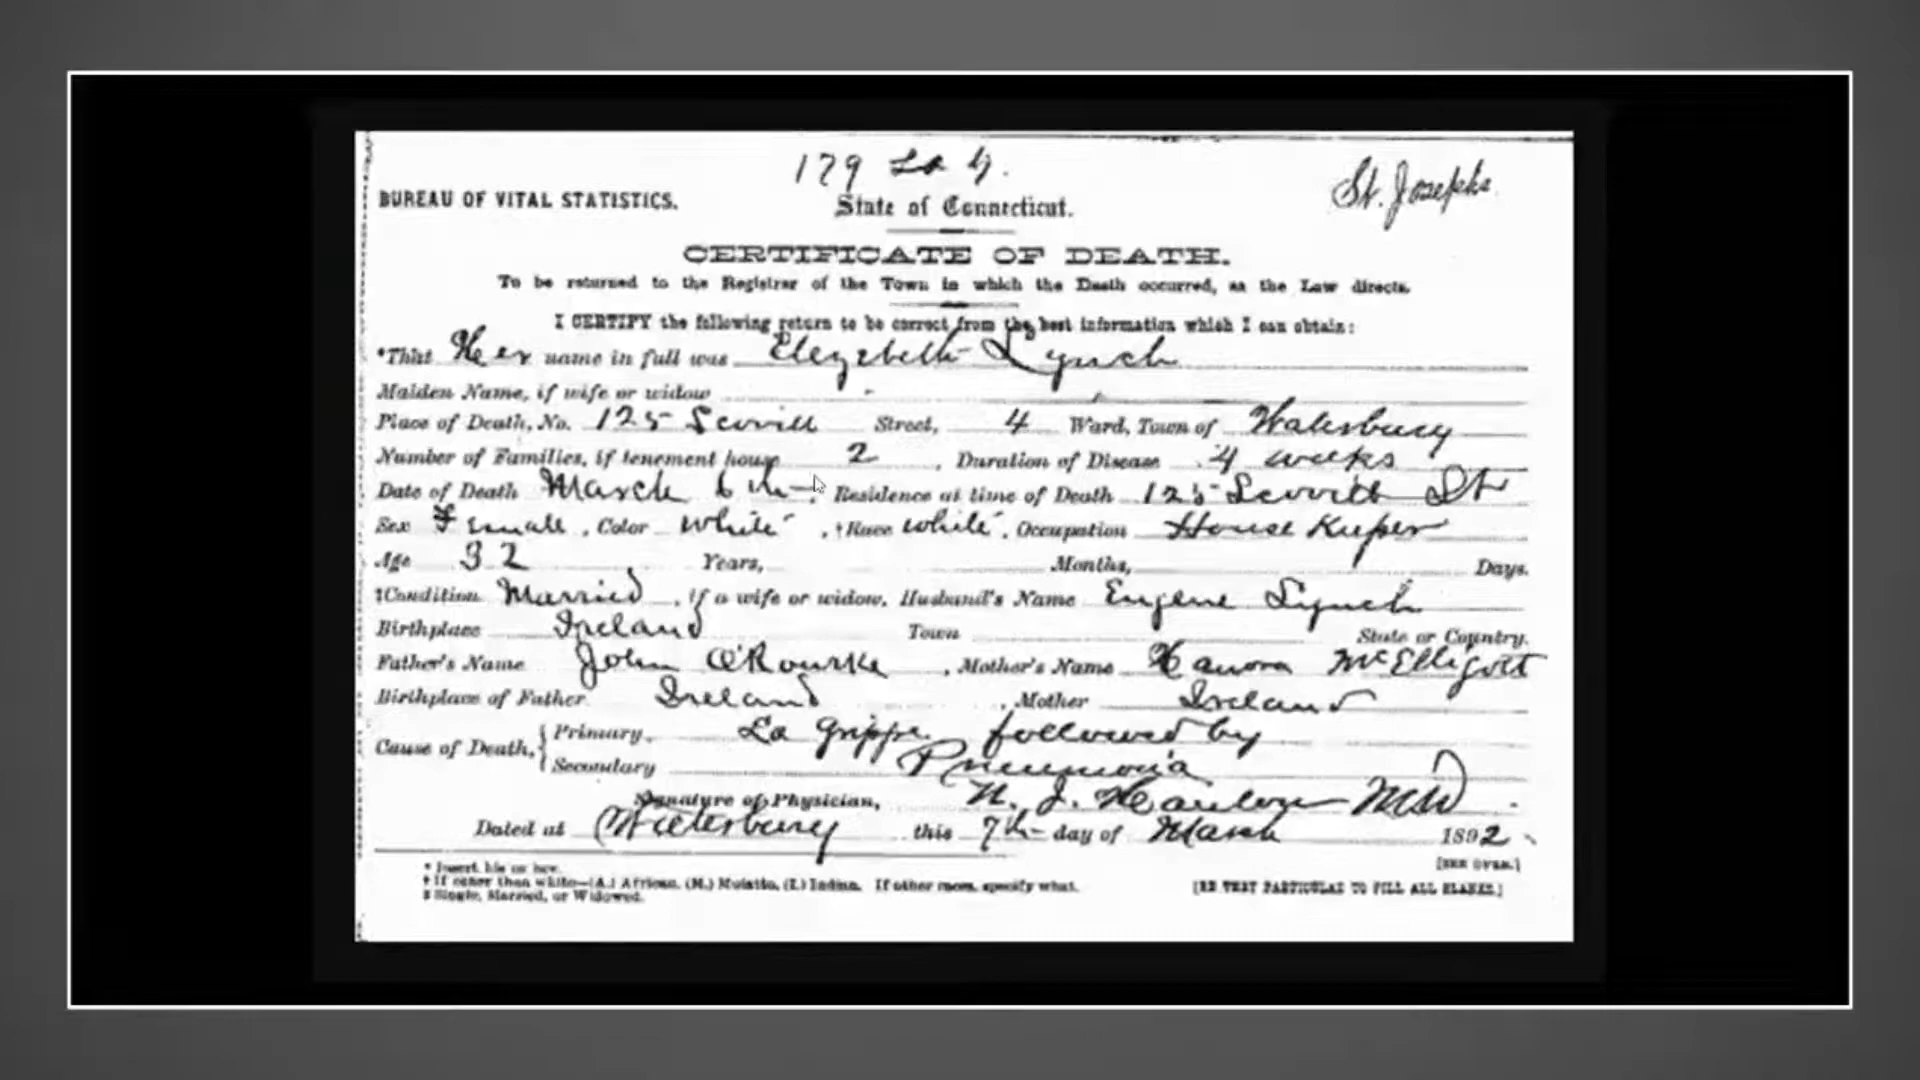 179 La G.
St. Josephs.
BUREAU OF VITAL STATISTICS.
State of Connecticut.
CERTIFICATE OF DEATH.
To be returned to the Registrar of the Town in which the Death occurred, as the Law directs.
I CERTIFY the following return to be correct from the best information which I can obtain:
*That Her name in full was Elizabeth Lynch
Maiden Name, if wife or widow
Place of Death, No. 125 Scovill Street, 4 Ward, Town of Waterbury
Number of Families, if tenement house 2, Duration of Disease 4 weeks
Date of Death March 6th, Residence at time of Death 125 Scovill St
Sex Female, Color White, †Race White, Occupation House Keeper
Age 32 Years, Months, Days.
‡Condition Married, if a wife or widow, Husband's Name Eugene Lynch
Birthplace Ireland Town State or Country.
Father's Name John O'Rourke, Mother's Name Hanora McElligott
Birthplace of Father Ireland, Mother Ireland
Cause of Death, { Primary, La Grippe followed by
Secondary Pneumonia
Signature of Physician, MD
Dated at Waterbury this 7th day of March 1892
[SEE OVER.]
* Insert his or her.
† If other than white—(A.) African, (M.) Mulatto, (I.) Indian. If other races, specify what.
‡ Single, Married, or Widowed.
[BE VERY PARTICULAR TO FILL ALL BLANKS.]